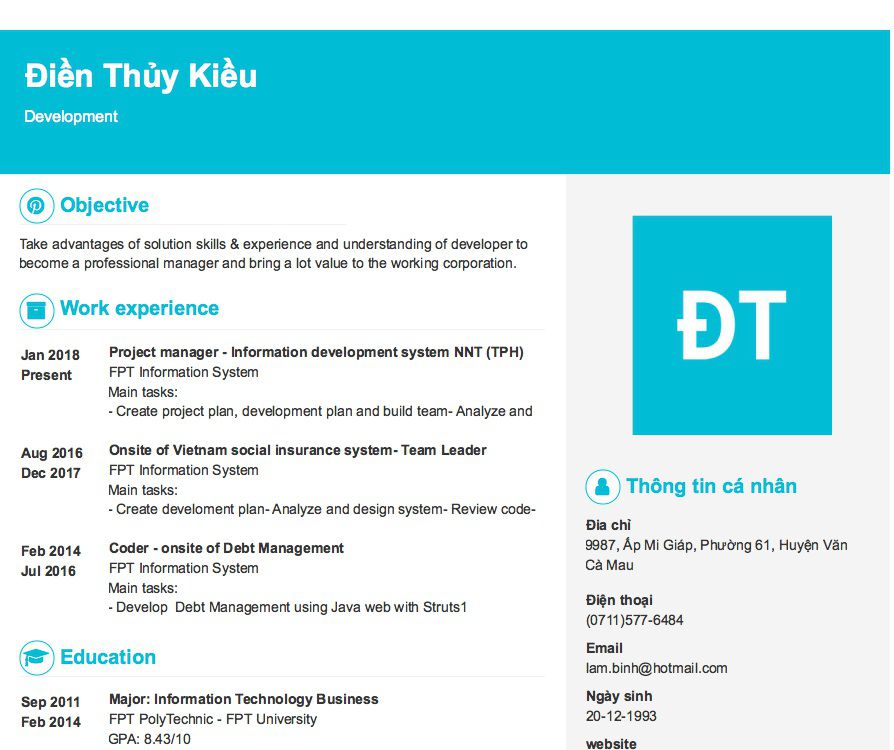 Điền Thủy Kiều
Development
Objective
Take advantages of solution skills & experience and understanding of developer to
become a professional manager and bring a lot value to the working corporation.
Work experience
Jan 2018
Present
Project manager - Information development system NNT (TPH)
FPT Information System
Main tasks:
- Create project plan, development plan and build team- Analyze and
Aug 2016
Dec 2017
Onsite of Vietnam social insurance system- Team Leader
FPT Information System
Main tasks:
- Create develoment plan- Analyze and design system- Review code-
Feb 2014
Jul 2016
Coder - onsite of Debt Management
FPT Information System
Main tasks:
- Develop  Debt Management using Java web with Struts1
Education
Sep 2011
Feb 2014
Major: Information Technology Business
FPT PolyTechnic - FPT University
GPA: 8.43/10
ĐT
Thông tin cá nhân
Đia chỉ
9987, Ấp Mi Giáp, Phường 61, Huyện Văn
Cà Mau
Điện thoại
(0711)577-6484
Email
lam.binh@hotmail.com
Ngày sinh
20-12-1993
website